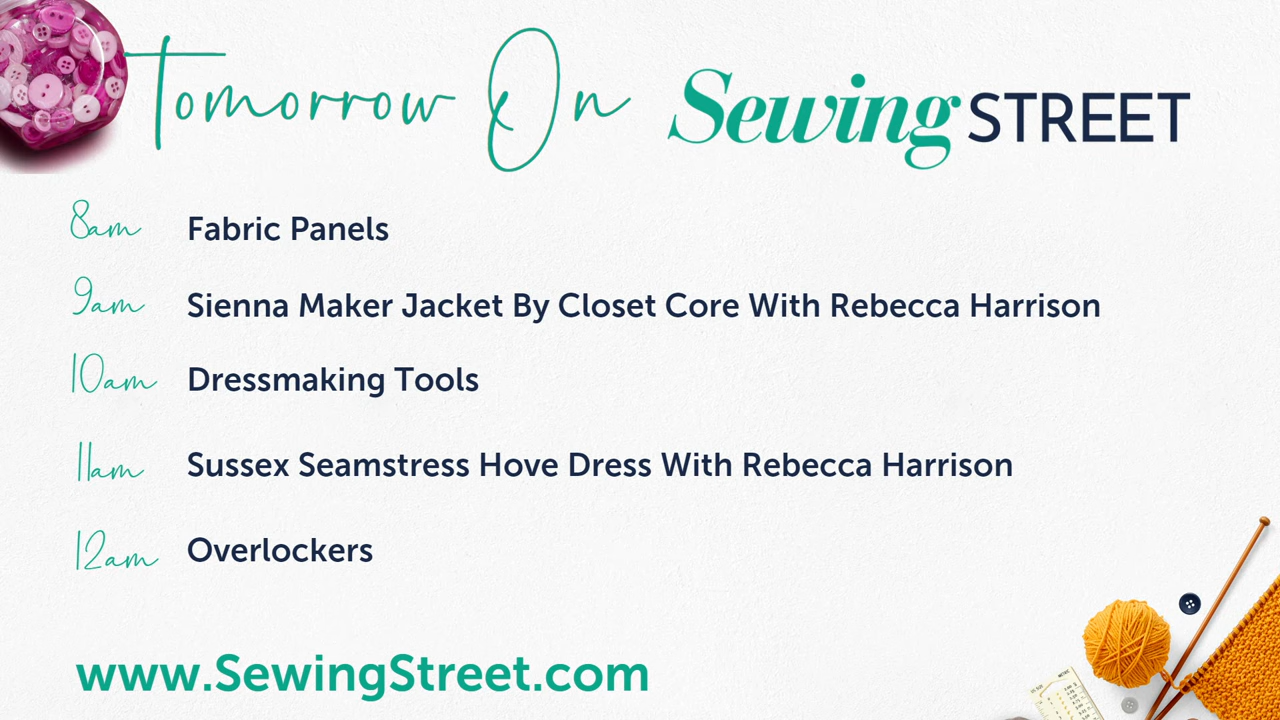 Tomorrow On Sewing STREET
8am Fabric Panels
9am Sienna Maker Jacket By Closet Core With Rebecca Harrison
10am Dressmaking Tools
11am Sussex Seamstress Hove Dress With Rebecca Harrison
12am Overlockers
www.SewingStreet.com